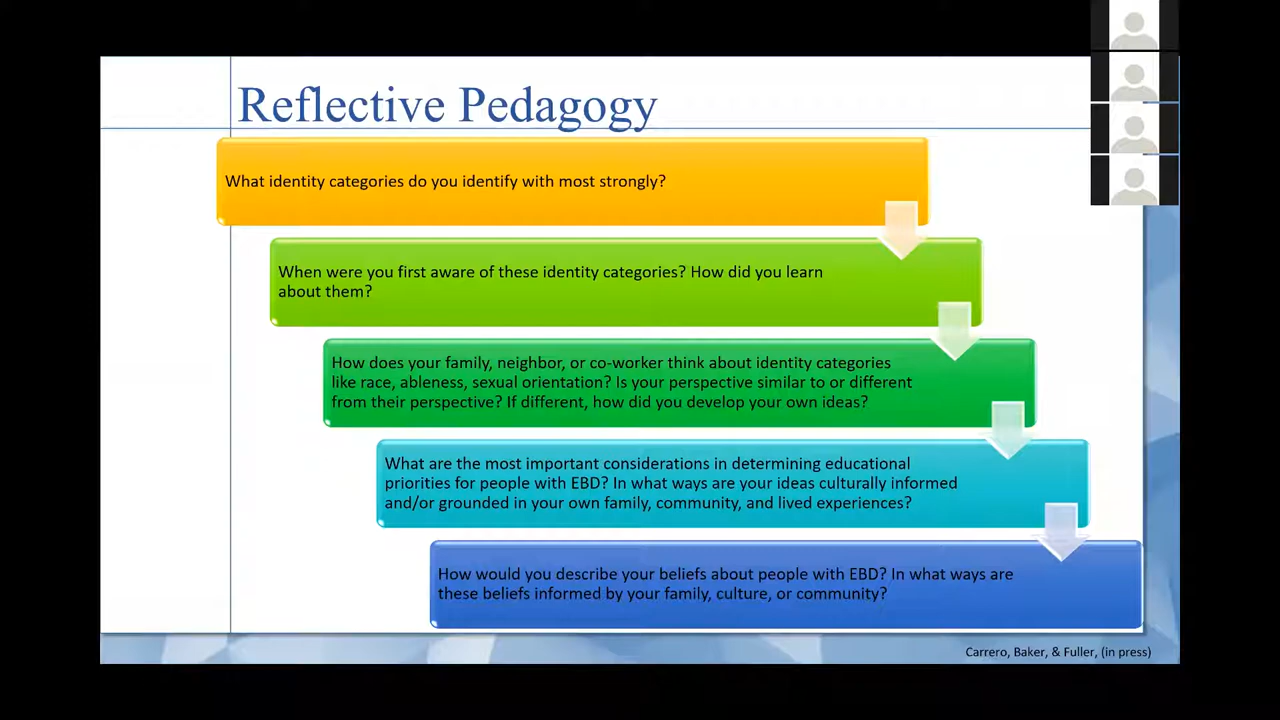 Reflective Pedagogy
What identity categories do you identify with most strongly?
When were you first aware of these identity categories? How did you learn
about them?
How does your family, neighbor, or co-worker think about identity categories
like race, ableness, sexual orientation? Is your perspective similar to or different
from their perspective? If different, how did you develop your own ideas?
What are the most important considerations in determining educational
priorities for people with EBD? In what ways are your ideas culturally informed
and/or grounded in your own family, community, and lived experiences?
How would you describe your beliefs about people with EBD? In what ways are
these beliefs informed by your family, culture, or community?
Carrero, Baker, & Fuller, (in press)